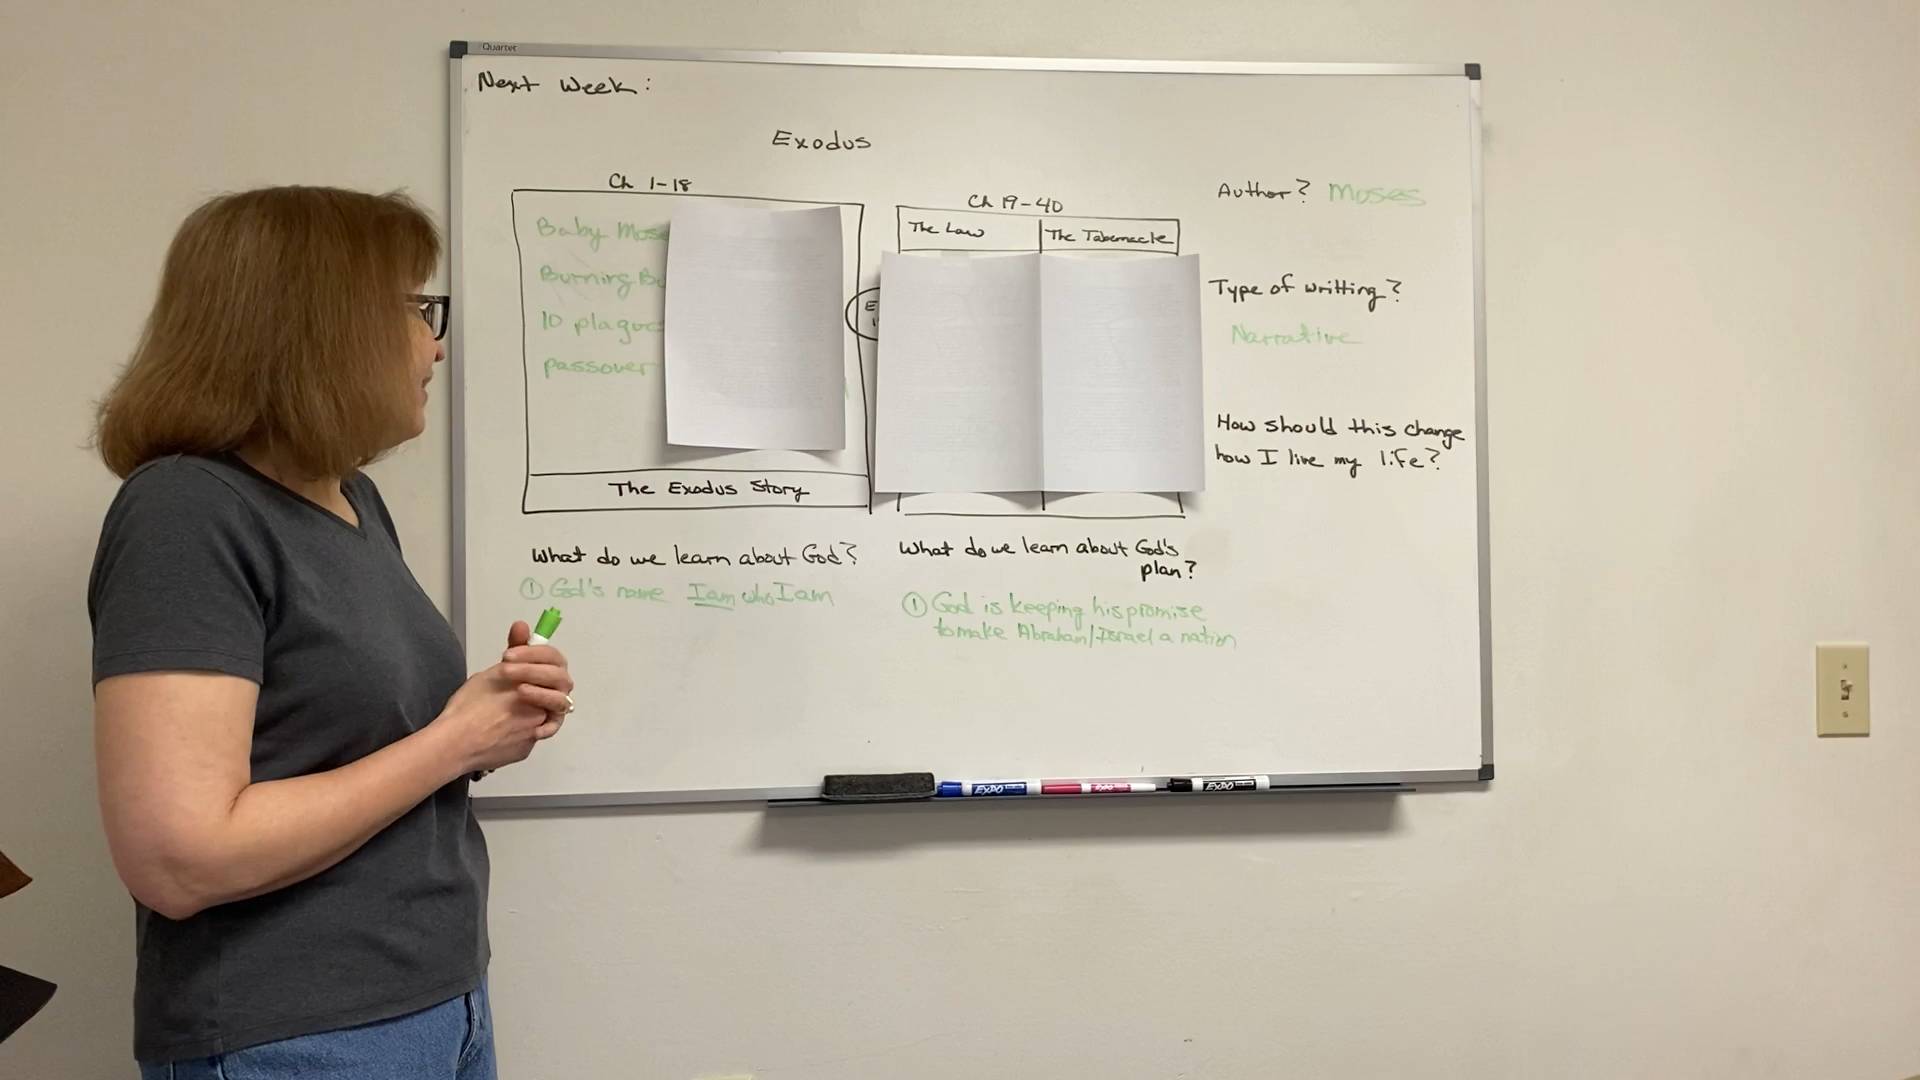 Quartet
Next Week:
Exodus
Ch 1-18
Baby
Burning
10
passover
The Exodus Story
Ch 19-40
The Law
The Tabernacle
Author? Moses
Type of writting?
Narrative
How should this change
how I live my life?
What do we learn about God?
① God's name I am who I am
What do we learn about God's
plan?
① God is keeping his promise
to make Abraham/Israel a nation
EXPO
EXPO
EXPO